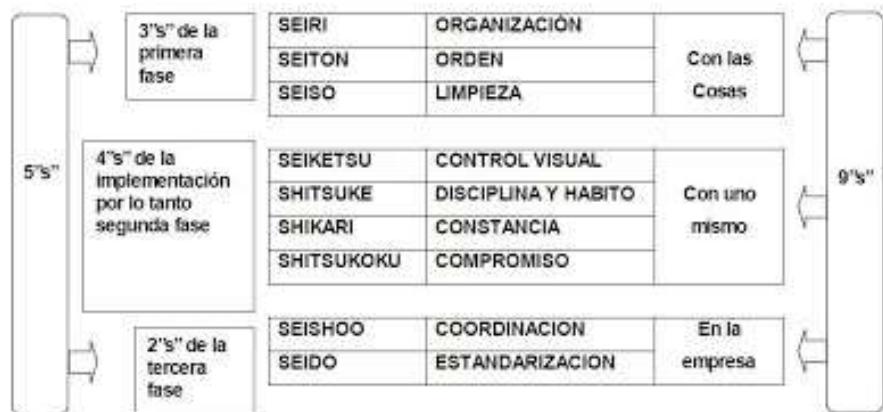 5"s"
3"s" de la
primera
fase
SEIRI ORGANIZACIÓN
SEITON ORDEN
SEISO LIMPIEZA
Con las
Cosas
4"s" de la
implementación
por lo tanto
segunda fase
SEIKETSU CONTROL VISUAL
SHITSUKE DISCIPLINA Y HABITO
SHIKARI CONSTANCIA
SHITSUKOKU COMPROMISO
Con uno
mismo
2"s" de la
tercera
fase
SEISHOO COORDINACION
SEIDO ESTANDARIZACION
En la
empresa
9"s"